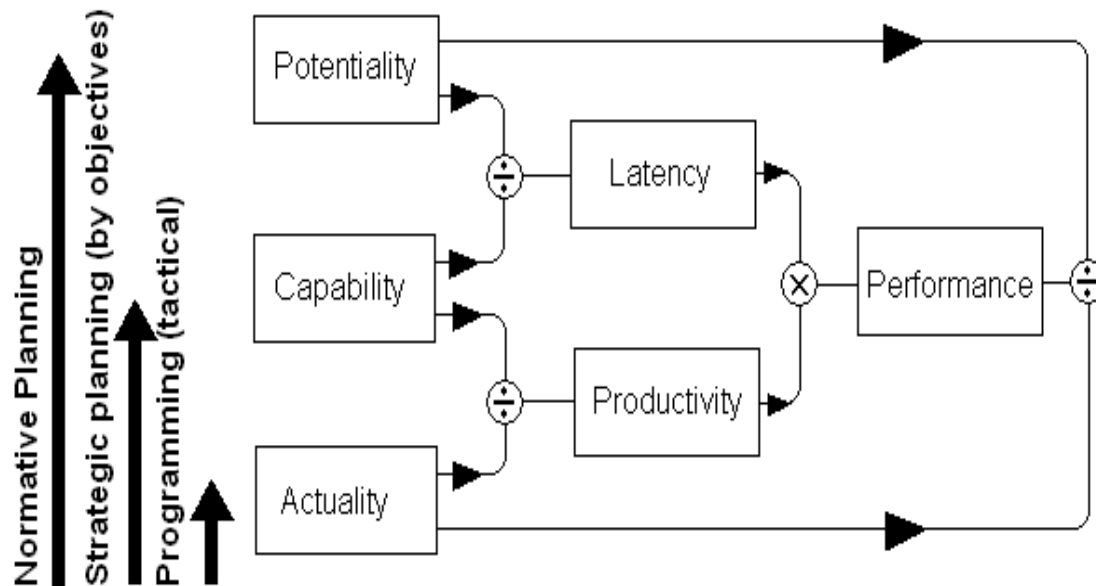 Normative Planning
Strategic planning (by objectives)
Programming (tactical)
Potentiality
÷
Latency
Capability
×
Performance
÷
÷
Productivity
Actuality